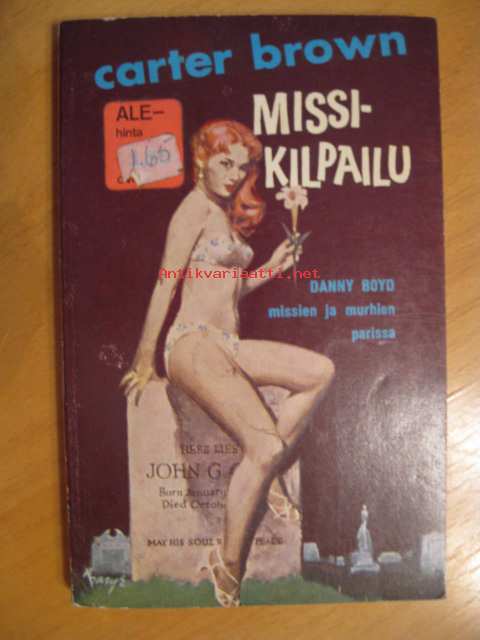 carter brown
MISSI-
KILPAILU
ALE-
hinta
1.65
Antikvariaatti.net
DANNY BOYD
missien ja murhien
parissa
HERE LIES
JOHN G
Born January
Died Octob
MAY HIS SOUL PEACE